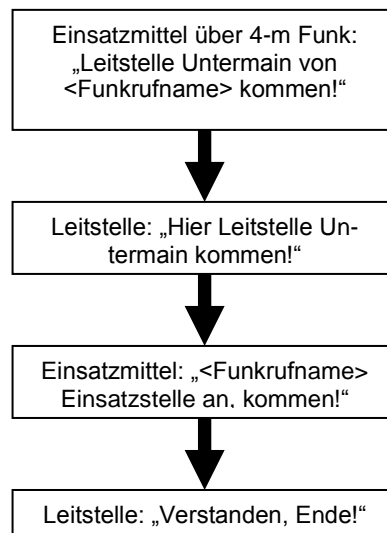 Einsatzmittel über 4-m Funk:
„Leitstelle Untermain von
<Funkrufname> kommen!“
Leitstelle: „Hier Leitstelle Un-
termain kommen!“
Einsatzmittel: „<Funkrufname>
Einsatzstelle an, kommen!“
Leitstelle: „Verstanden, Ende!“